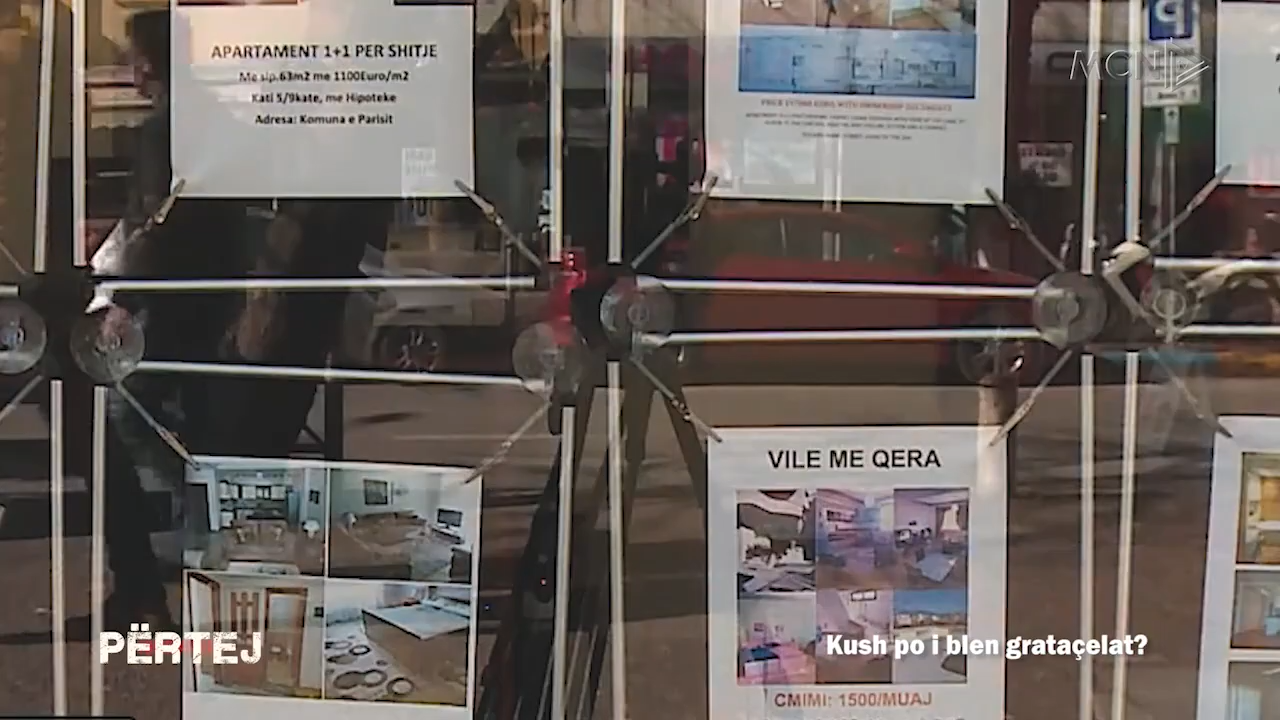 APARTAMENT 1+1 PER SHITJE
Me sip.63m2 me 1100Euro/m2
Kati 5/9kate, me Hipoteke
Adresa: Komuna e Parisit
MCN
VILE ME QERA
CMIMI: 1500/MUAJ
PËRTEJ
Kush po i blen grataçelat?